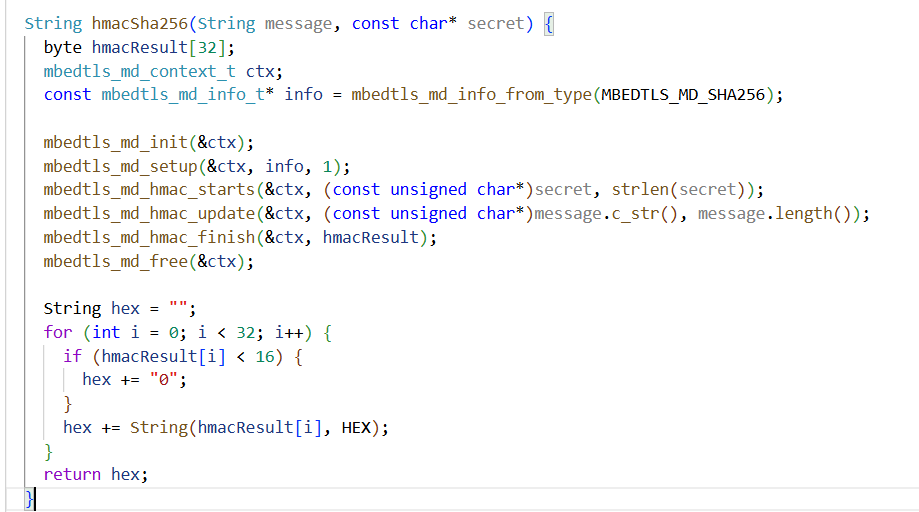 String hmacSha256(String message, const char* secret) {
  byte hmacResult[32];
  mbedtls_md_context_t ctx;
  const mbedtls_md_info_t* info = mbedtls_md_info_from_type(MBEDTLS_MD_SHA256);

  mbedtls_md_init(&ctx);
  mbedtls_md_setup(&ctx, info, 1);
  mbedtls_md_hmac_starts(&ctx, (const unsigned char*)secret, strlen(secret));
  mbedtls_md_hmac_update(&ctx, (const unsigned char*)message.c_str(), message.length());
  mbedtls_md_hmac_finish(&ctx, hmacResult);
  mbedtls_md_free(&ctx);

  String hex = "";
  for (int i = 0; i < 32; i++) {
    if (hmacResult[i] < 16) {
      hex += "0";
    }
    hex += String(hmacResult[i], HEX);
  }
  return hex;
}